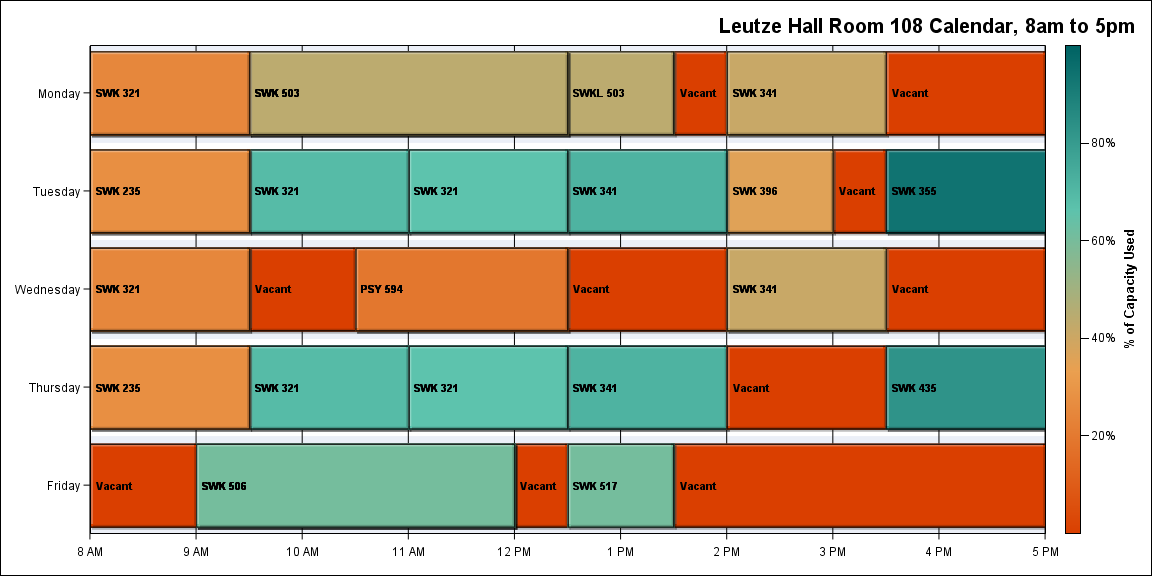 Leutze Hall Room 108 Calendar, 8am to 5pm
Monday
SWK 321
SWK 503
SWKL 503
Vacant
SWK 341
Vacant
Tuesday
SWK 235
SWK 321
SWK 321
SWK 341
SWK 396
Vacant
SWK 355
Wednesday
SWK 321
Vacant
PSY 594
Vacant
SWK 341
Vacant
Thursday
SWK 235
SWK 321
SWK 321
SWK 341
Vacant
SWK 435
Friday
Vacant
SWK 506
Vacant
SWK 517
Vacant
8 AM
9 AM
10 AM
11 AM
12 PM
1 PM
2 PM
3 PM
4 PM
5 PM
80%
60%
40%
20%
% of Capacity Used